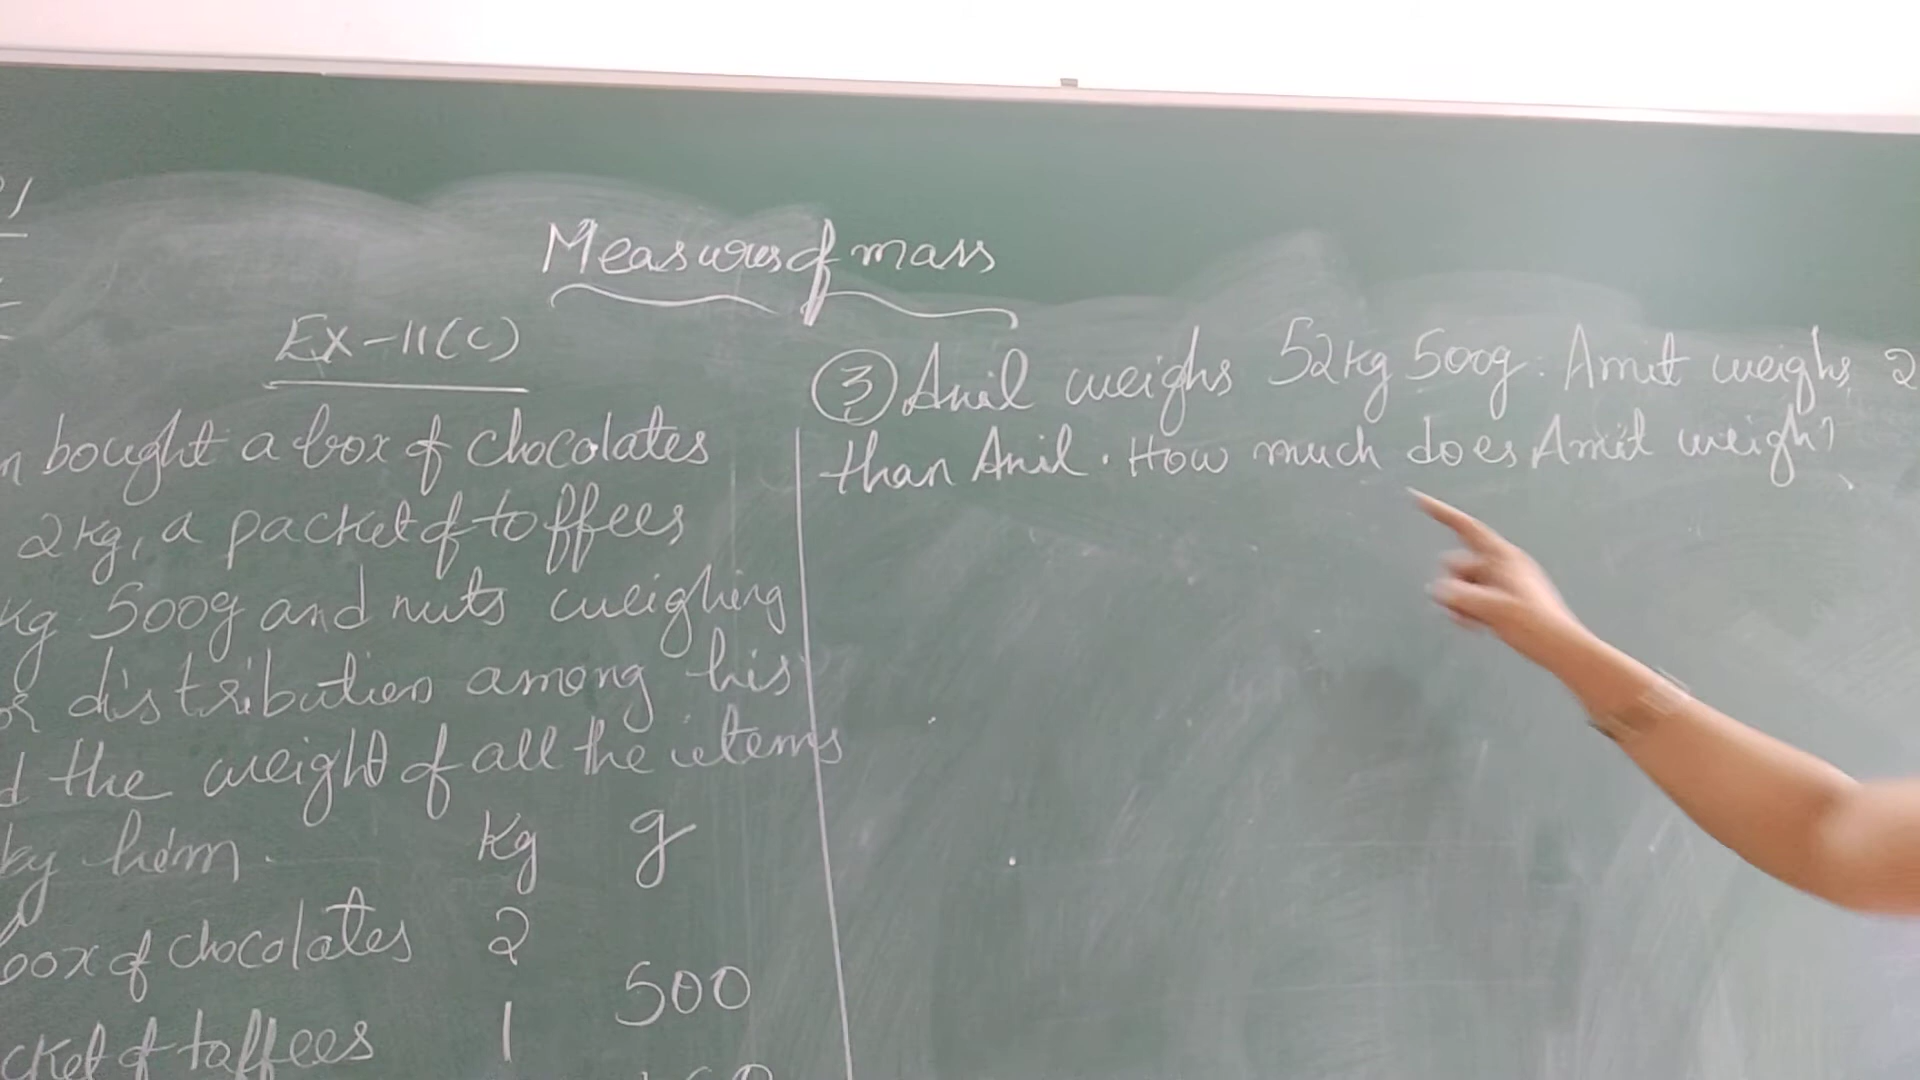 Measures of mass
Ex-11(c)
bought a box of chocolates
2kg, a packet of toffees
kg 500g and nuts weighing
distribution among his
the weight of all the items
by him.
kg g
box of chocolates 2
500
of toffees 1
③ Anil weighs 52kg 500g. Amit weighs 2
than Anil. How much does Amit weigh?